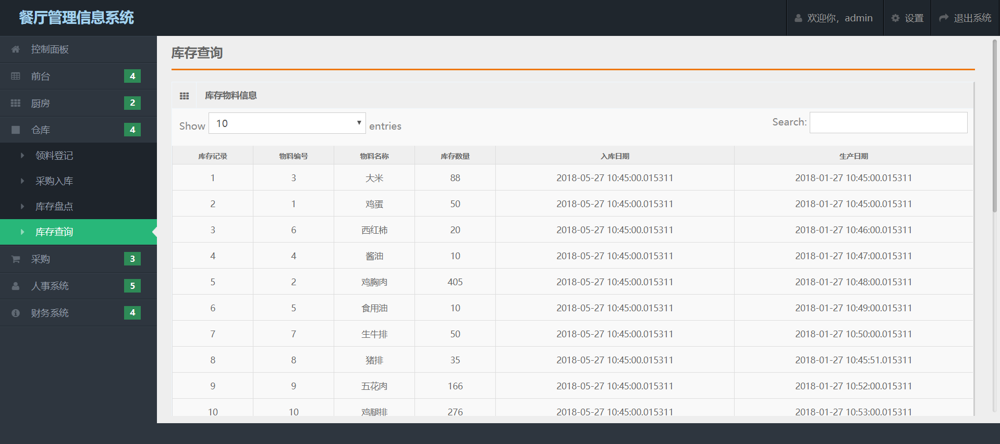 餐厅管理信息系统
欢迎你，admin 设置 退出系统
控制面板
前台 4
厨房 2
仓库 4
领料登记
采购入库
库存盘点
库存查询
采购 3
人事系统 5
财务系统 4
库存查询
库存物料信息
Show 10 entries Search:
库存记录 物料编号 物料名称 库存数量 入库日期 生产日期
1 3 大米 88 2018-05-27 10:45:00.015311 2018-01-27 10:45:00.015311
2 1 鸡蛋 50 2018-05-27 10:45:00.015311 2018-01-27 10:45:00.015311
3 6 西红柿 20 2018-05-27 10:45:00.015311 2018-01-27 10:46:00.015311
4 4 酱油 10 2018-05-27 10:45:00.015311 2018-01-27 10:47:00.015311
5 2 鸡胸肉 405 2018-05-27 10:45:00.015311 2018-01-27 10:48:00.015311
6 5 食用油 10 2018-05-27 10:45:00.015311 2018-01-27 10:49:00.015311
7 7 生牛排 50 2018-05-27 10:45:00.015311 2018-01-27 10:50:00.015311
8 8 猪排 35 2018-05-27 10:45:00.015311 2018-01-27 10:45:51.015311
9 9 五花肉 166 2018-05-27 10:45:00.015311 2018-01-27 10:52:00.015311
10 10 鸡腿排 276 2018-05-27 10:45:00.015311 2018-01-27 10:53:00.015311